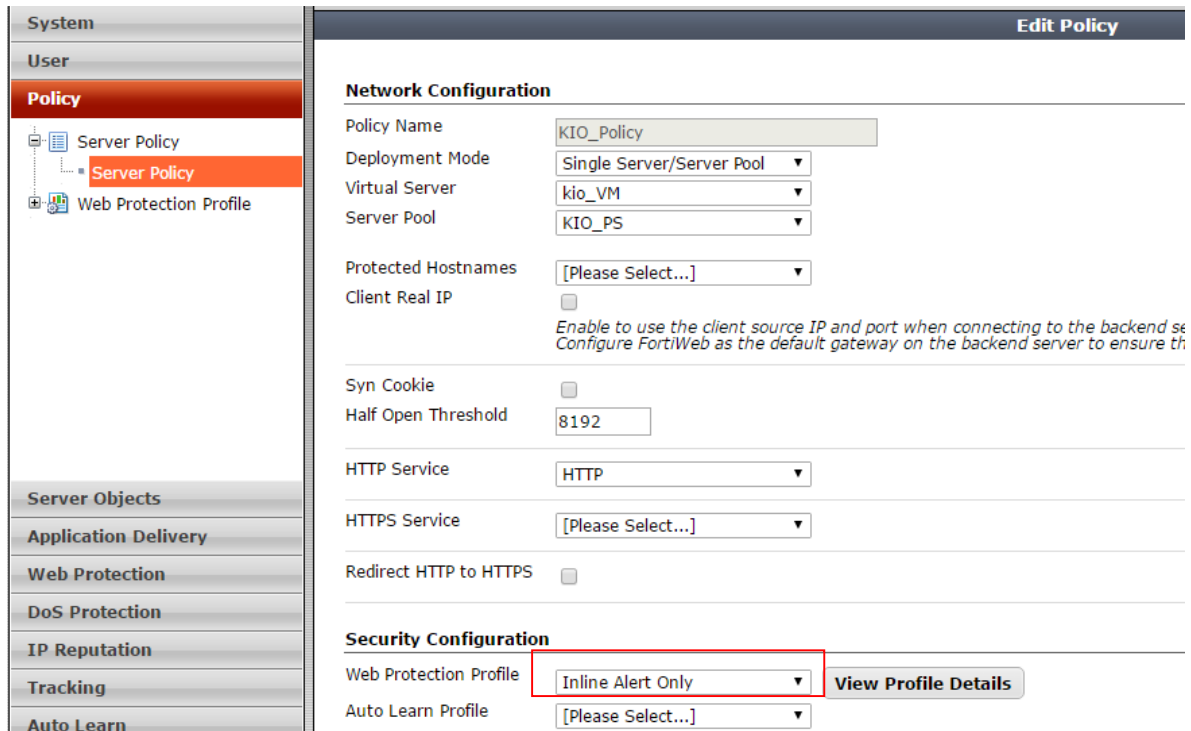 System
User
Policy
Server Policy
Server Policy
Web Protection Profile
Server Objects
Application Delivery
Web Protection
DoS Protection
IP Reputation
Tracking
Auto Learn
Edit Policy
Network Configuration
Policy Name KIO_Policy
Deployment Mode Single Server/Server Pool
Virtual Server kio_VM
Server Pool KIO_PS
Protected Hostnames [Please Select...]
Client Real IP
Enable to use the client source IP and port when connecting to the backend se
Configure FortiWeb as the default gateway on the backend server to ensure th
Syn Cookie
Half Open Threshold 8192
HTTP Service HTTP
HTTPS Service [Please Select...]
Redirect HTTP to HTTPS
Security Configuration
Web Protection Profile Inline Alert Only View Profile Details
Auto Learn Profile [Please Select...]